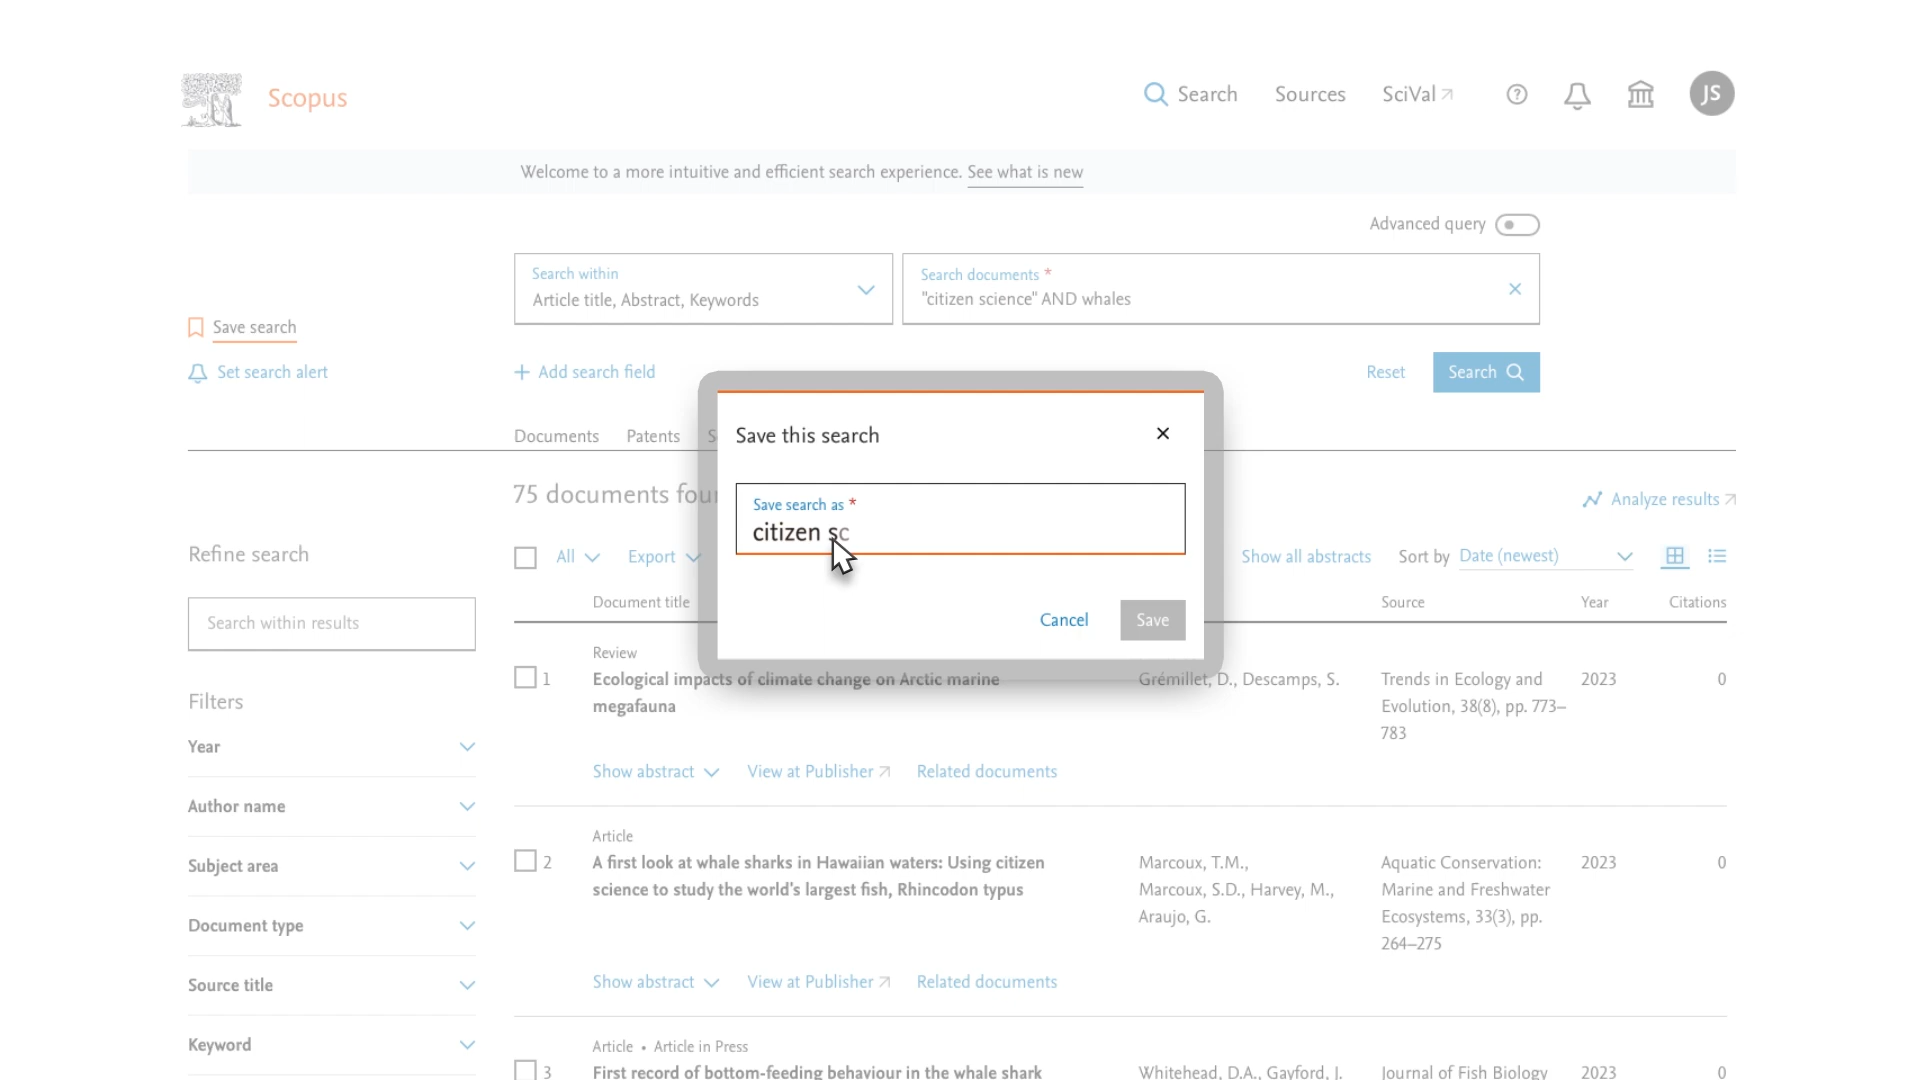 Scopus
Search
Sources
SciVal
JS
Welcome to a more intuitive and efficient search experience. See what is new
Advanced query
Search within
Article title, Abstract, Keywords
Search documents *
"citizen science" AND whales
Save search
Set search alert
Add search field
Reset
Search
Documents
Patents
75 documents
Save this search
Save search as *
citizen sc
Cancel
Save
Analyze results
Refine search
Search within results
All
Export
Show all abstracts
Sort by
Date (newest)
Document title
Source
Year
Citations
Filters
Year
Author name
Subject area
Document type
Source title
Keyword
1
Review
Ecological impacts of climate change on Arctic marine
megafauna
Grémillet, D., Descamps, S.
Trends in Ecology and
Evolution, 38(8), pp. 773–
783
2023
0
Show abstract
View at Publisher
Related documents
2
Article
A first look at whale sharks in Hawaiian waters: Using citizen
science to study the world's largest fish, Rhincodon typus
Marcoux, T.M.,
Marcoux, S.D., Harvey, M.,
Araujo, G.
Aquatic Conservation:
Marine and Freshwater
Ecosystems, 33(3), pp.
264–275
2023
0
Show abstract
View at Publisher
Related documents
3
Article • Article in Press
First record of bottom-feeding behaviour in the whale shark
Whitehead, D.A., Gayford, J.
Journal of Fish Biology
2023
0